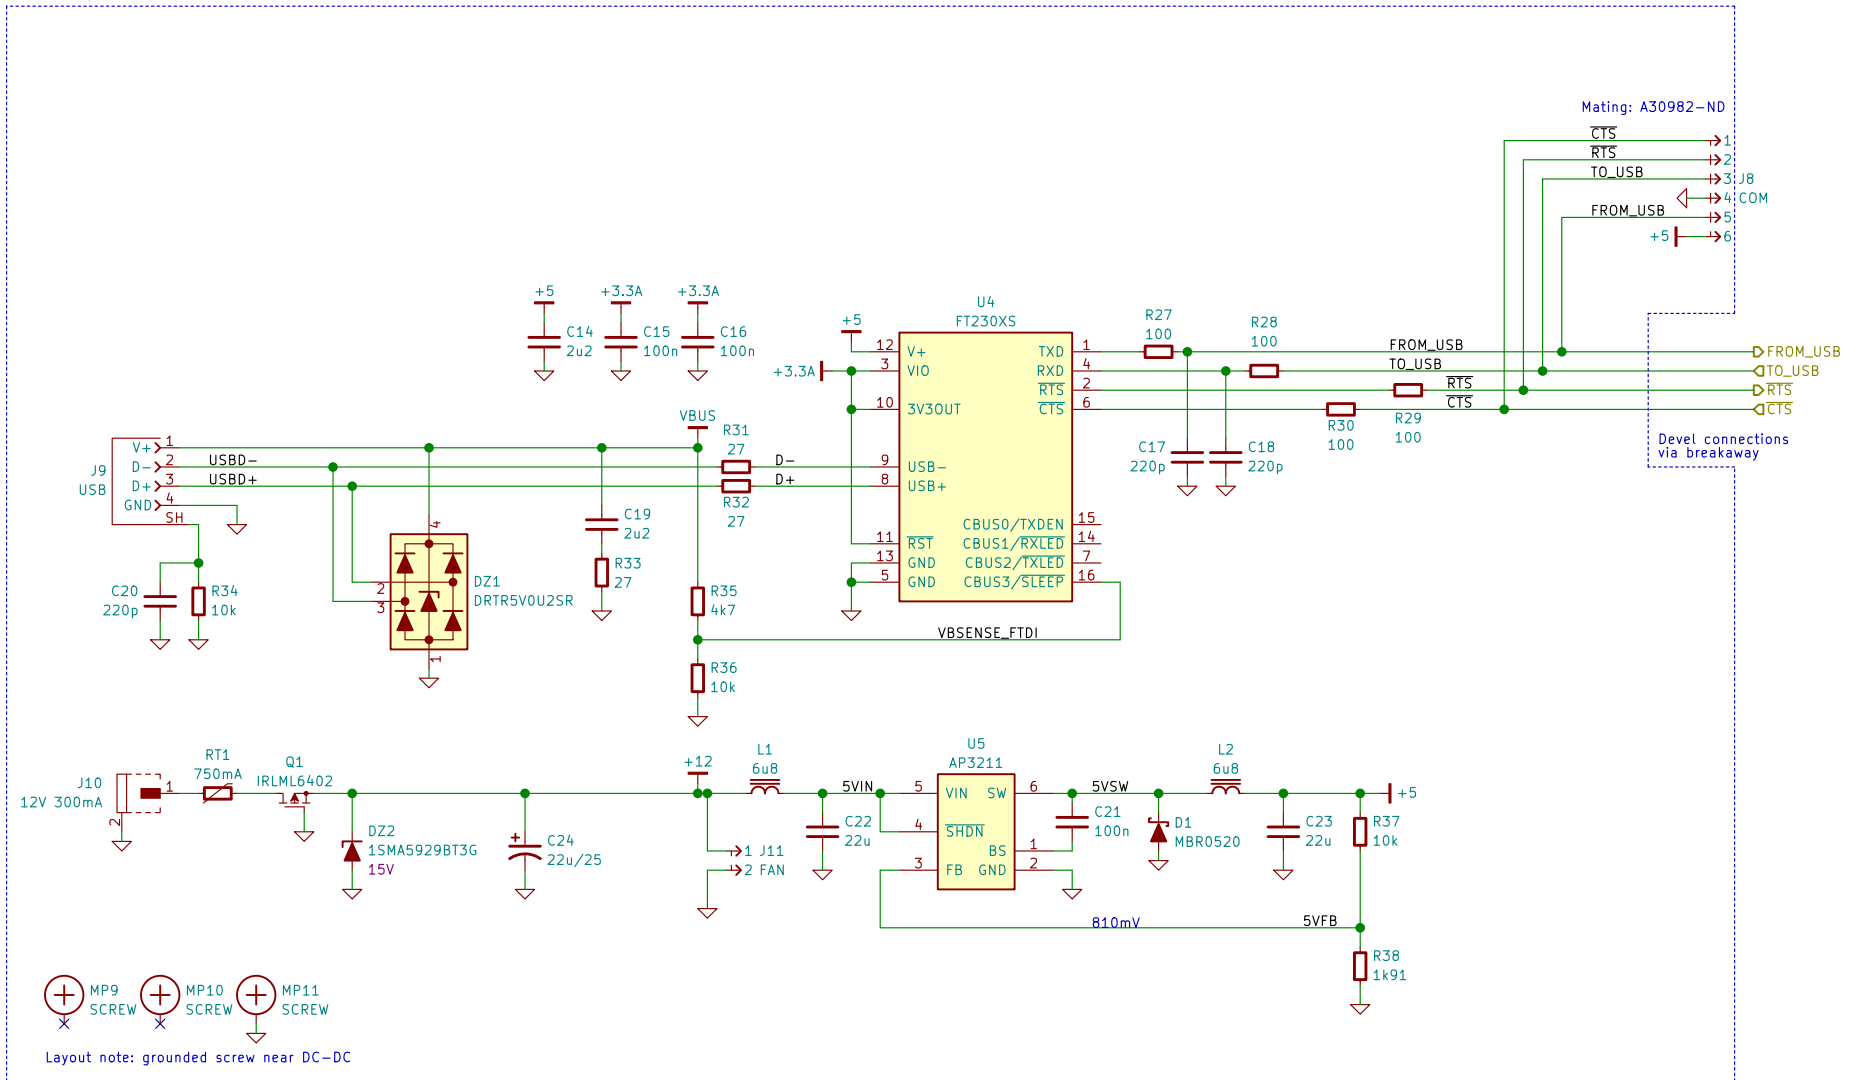 Mating: A30982-ND
CTS
1
RTS
2
TO_USB
3 J8
4 COM
FROM_USB
5
+5
6
+5
+3.3A
+3.3A
C14
2u2
C15
100n
C16
100n
U4
FT230XS
+5
+3.3A
12
V+
3
VIO
10
3V3OUT
9
USB-
8
USB+
11
RST
13
GND
5
GND
TXD
1
RXD
4
RTS
2
CTS
6
CBUS0/TXDEN
15
CBUS1/RXLED
14
CBUS2/TXLED
7
CBUS3/SLEEP
16
R27
100
R28
100
R29
100
R30
100
FROM_USB
TO_USB
RTS
CTS
FROM_USB
TO_USB
RTS
CTS
C17
220p
C18
220p
Devel connections
via breakaway
J9
USB
V+
1
D-
2
D+
3
GND
4
SH
USBD-
USBD+
VBUS
R31
27
R32
27
D-
D+
C19
2u2
R33
27
C20
220p
R34
10k
4
2
3
1
DZ1
DRTR5V0U2SR
R35
4k7
VBSENSE_FTDI
R36
10k
J10
12V 300mA
1
2
RT1
750mA
Q1
IRLML6402
DZ2
1SMA5929BT3G
15V
C24
22u/25
+12
1 J11
2 FAN
L1
6u8
C22
22u
5VIN
U5
AP3211
5
VIN
4
SHDN
3
FB
SW
6
BS
1
GND
2
5VSW
C21
100n
D1
MBR0520
L2
6u8
C23
22u
+5
R37
10k
810mV
5VFB
R38
1k91
MP9
SCREW
MP10
SCREW
MP11
SCREW
Layout note: grounded screw near DC-DC